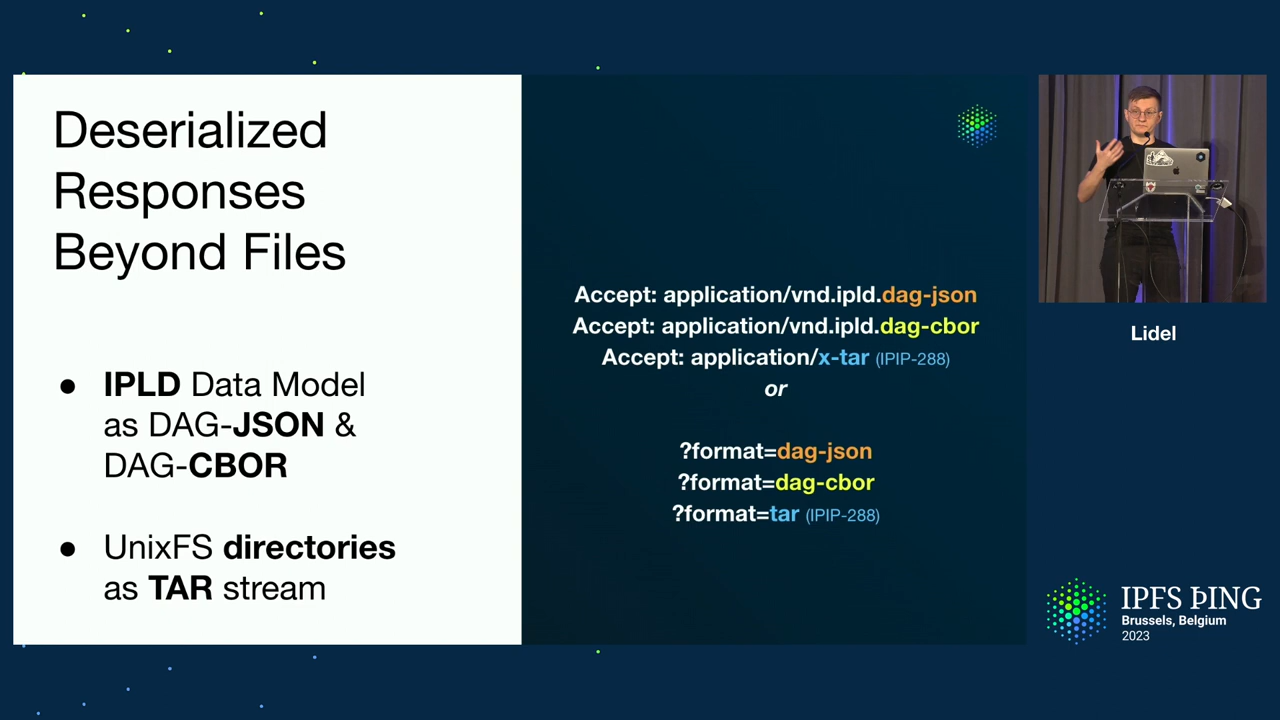 Deserialized
Responses
Beyond Files
● IPLD Data Model
as DAG-JSON &
DAG-CBOR
● UnixFS directories
as TAR stream
Accept: application/vnd.ipld.dag-json
Accept: application/vnd.ipld.dag-cbor
Accept: application/x-tar (IPIP-288)
or
?format=dag-json
?format=dag-cbor
?format=tar (IPIP-288)
Lidel
IPFS ÞING
Brussels, Belgium
2023